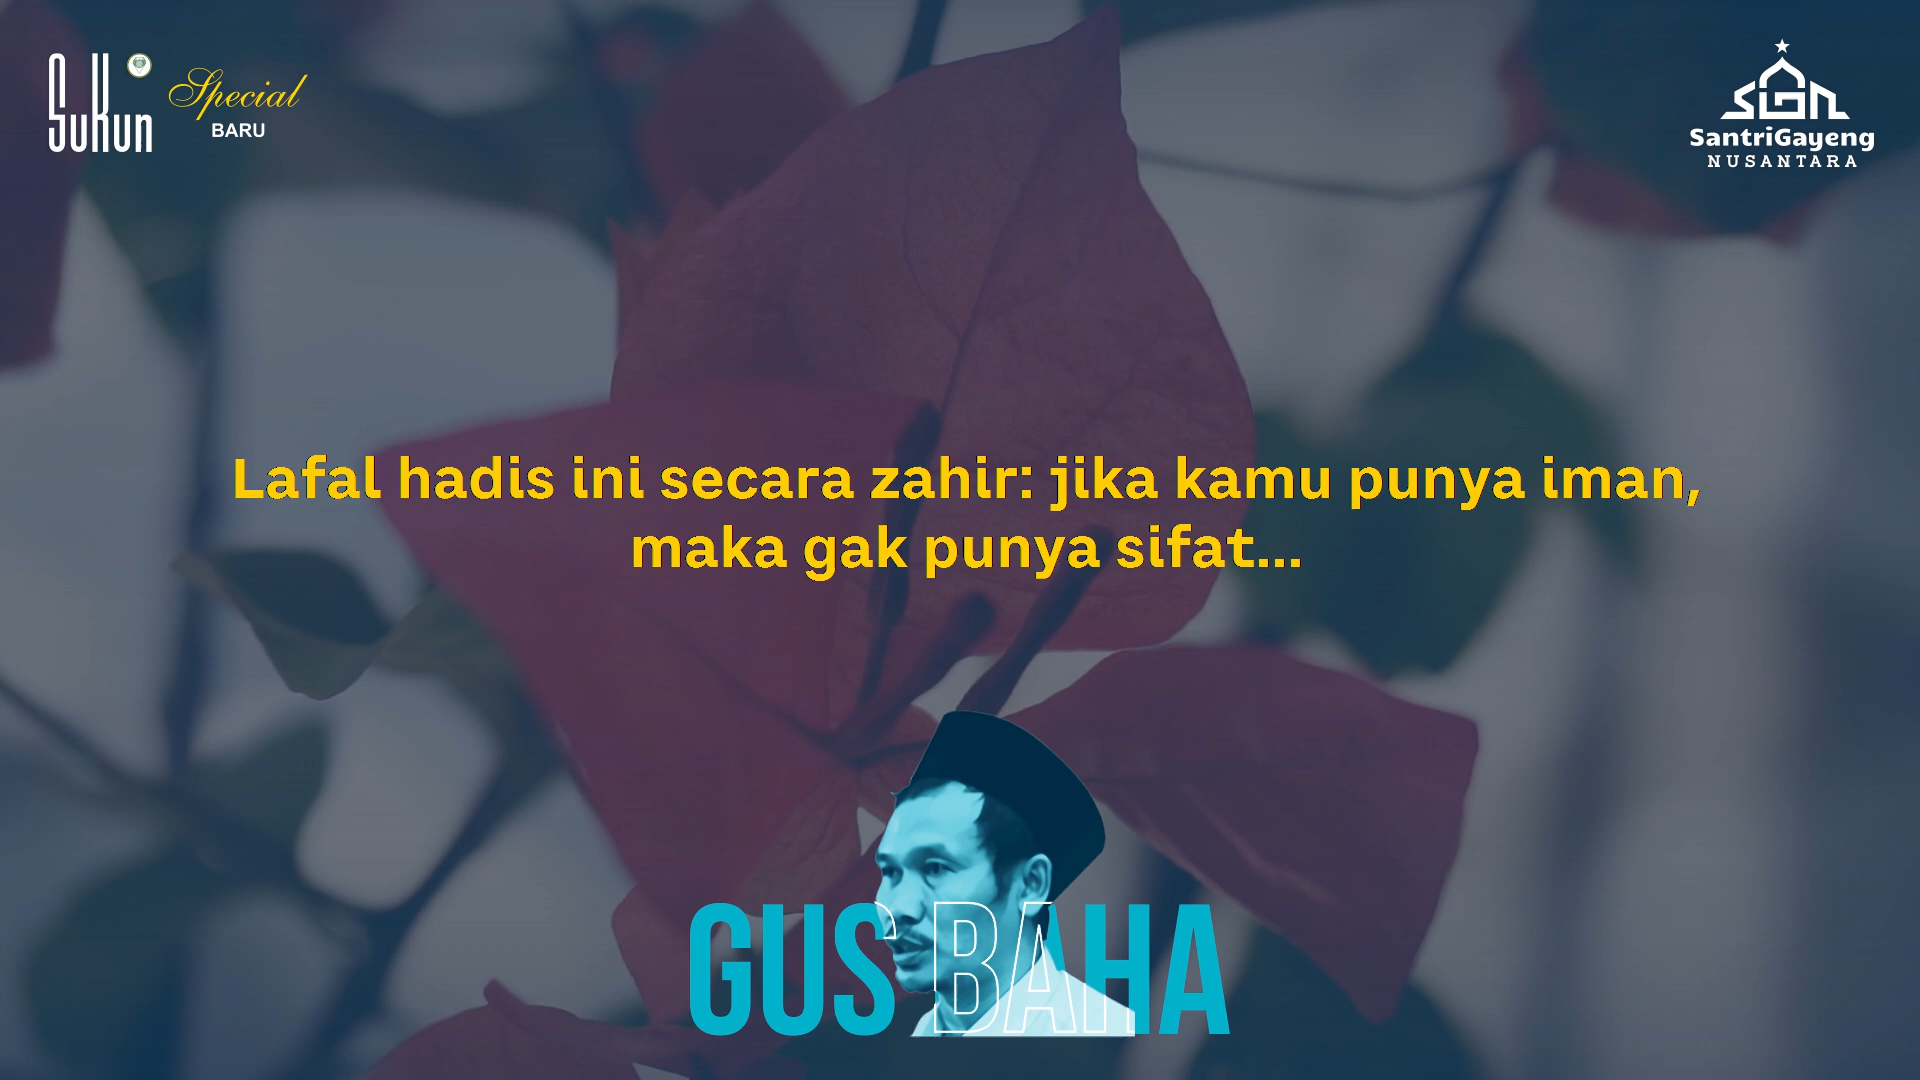 SuKun
Special
BARU
SIGN
SantriGayeng
NUSANTARA
Lafal hadis ini secara zahir: jika kamu punya iman,
maka gak punya sifat...
GUS BAHA